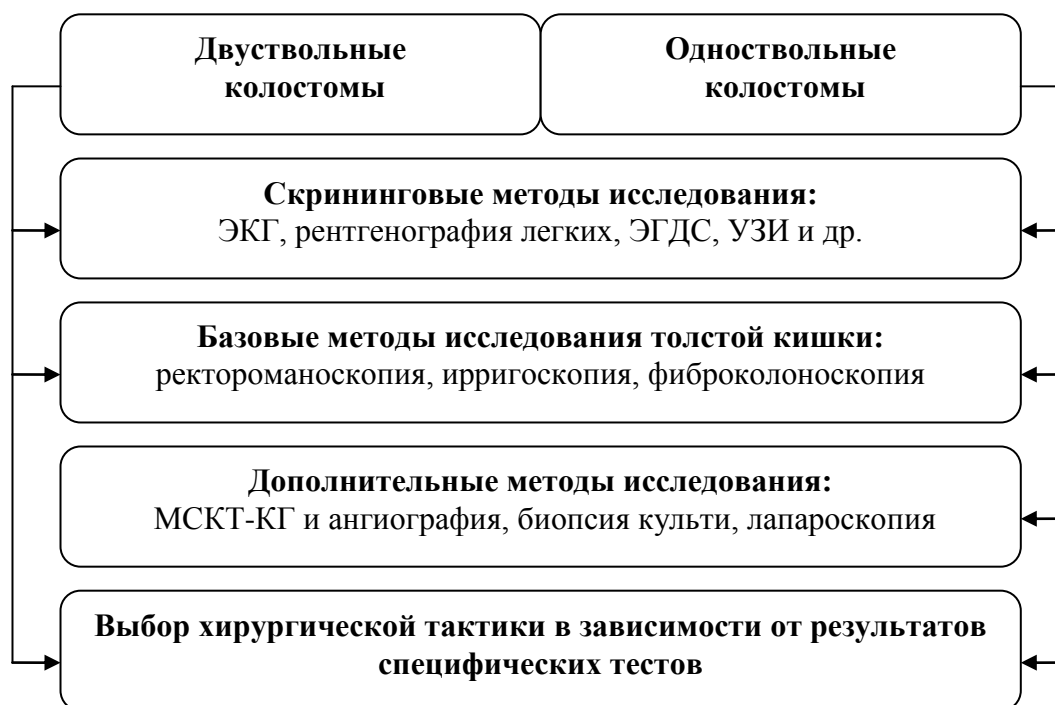 Двуствольные
колостомы
Одноствольные
колостомы
Скрининговые методы исследования:
ЭКГ, рентгенография легких, ЭГДС, УЗИ и др.
Базовые методы исследования толстой кишки:
ректороманоскопия, ирригоскопия, фиброколоноскопия
Дополнительные методы исследования:
МСКТ-КГ и ангиография, биопсия культи, лапароскопия
Выбор хирургической тактики в зависимости от результатов
специфических тестов